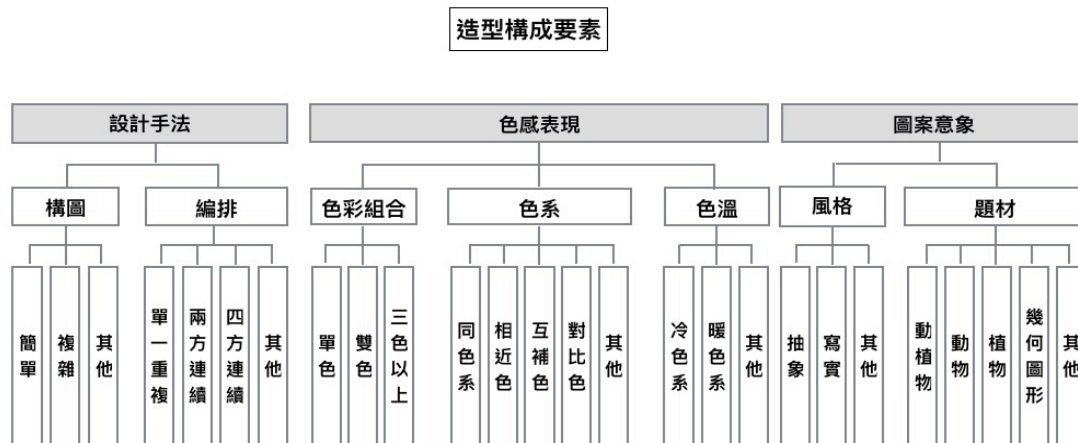 造型構成要素
設計手法
色感表現
圖案意象
構圖
編排
色彩組合
色系
色溫
風格
題材
簡單
複雜
其他
單一重複
兩方連續
四方連續
其他
單色
雙色
三色以上
同色系
相近色
互補色
對比色
其他
冷色系
暖色系
其他
抽象
寫實
其他
動植物
動物
植物
幾何圖形
其他